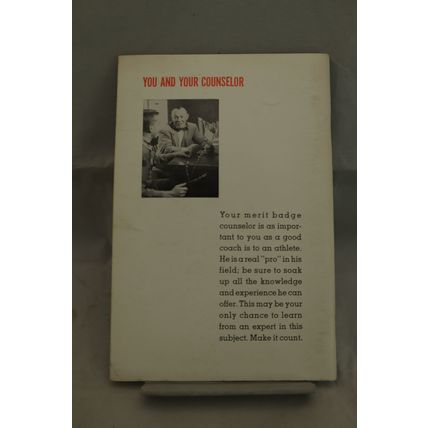 YOU AND YOUR COUNSELOR
Your merit badge
counselor is as impor-
tant to you as a good
coach is to an athlete.
He is a real "pro" in his
field; be sure to soak
up all the knowledge
and experience he can
offer. This may be your
only chance to learn
from an expert in this
subject. Make it count.